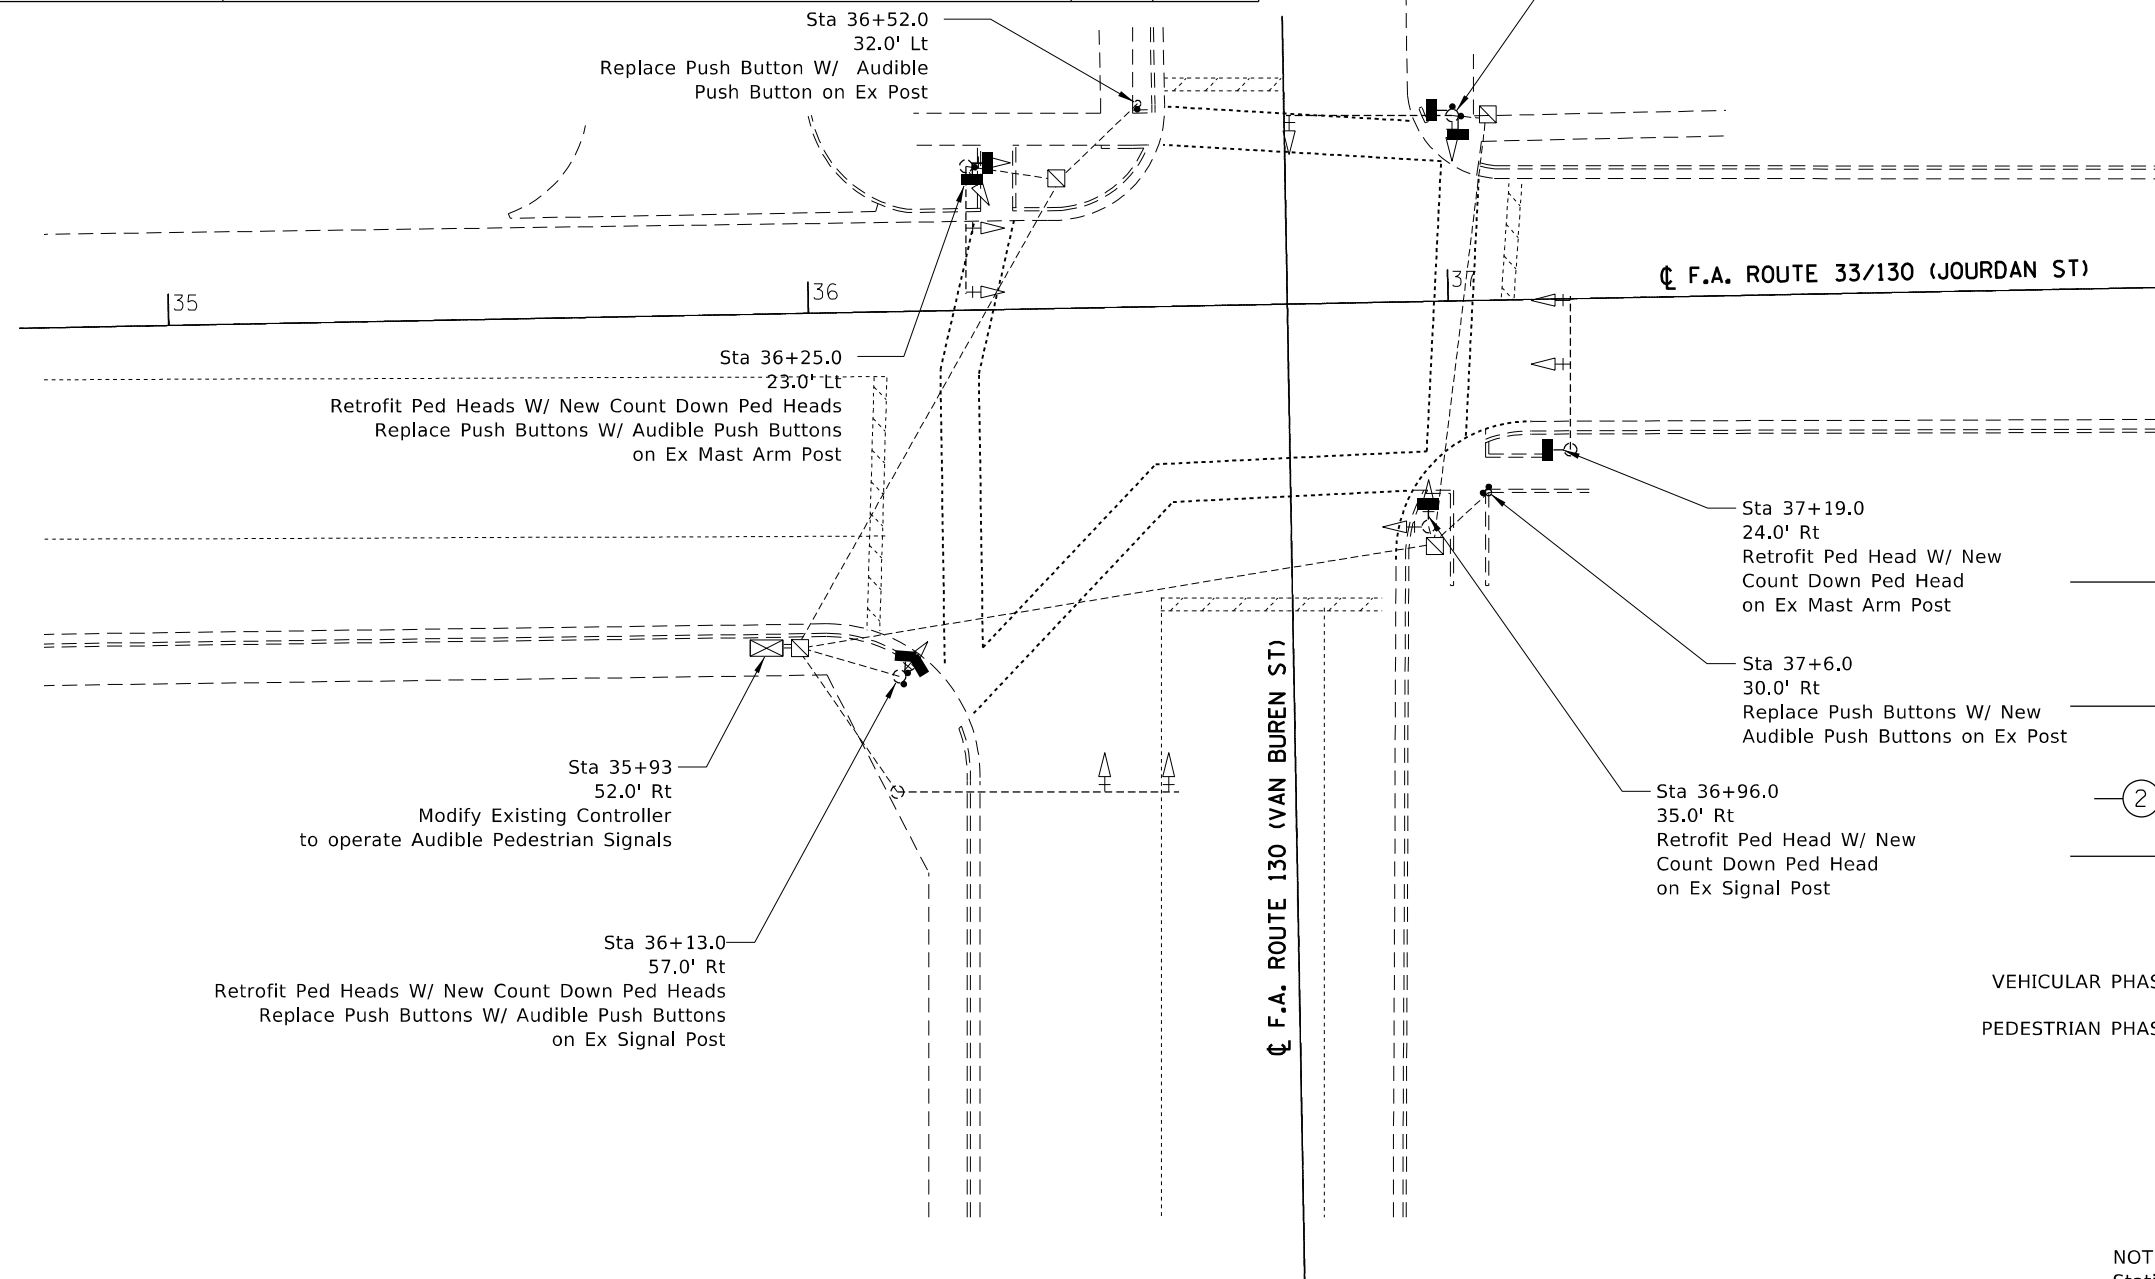 Sta 36+52.0
32.0' Lt
Replace Push Button W/ Audible
Push Button on Ex Post
℄ F.A. ROUTE 33/130 (JOURDAN ST)
35
36
37
Sta 36+25.0
23.0' Lt
Retrofit Ped Heads W/ New Count Down Ped Heads
Replace Push Buttons W/ Audible Push Buttons
on Ex Mast Arm Post
Sta 37+19.0
24.0' Rt
Retrofit Ped Head W/ New
Count Down Ped Head
on Ex Mast Arm Post
Sta 37+6.0
30.0' Rt
Replace Push Buttons W/ New
Audible Push Buttons on Ex Post
℄ F.A. ROUTE 130 (VAN BUREN ST)
Sta 35+93
52.0' Rt
Modify Existing Controller
to operate Audible Pedestrian Signals
Sta 36+96.0
35.0' Rt
Retrofit Ped Head W/ New
Count Down Ped Head
on Ex Signal Post
2
Sta 36+13.0
57.0' Rt
Retrofit Ped Heads W/ New Count Down Ped Heads
Replace Push Buttons W/ Audible Push Buttons
on Ex Signal Post
VEHICULAR PHAS
PEDESTRIAN PHAS
NOT